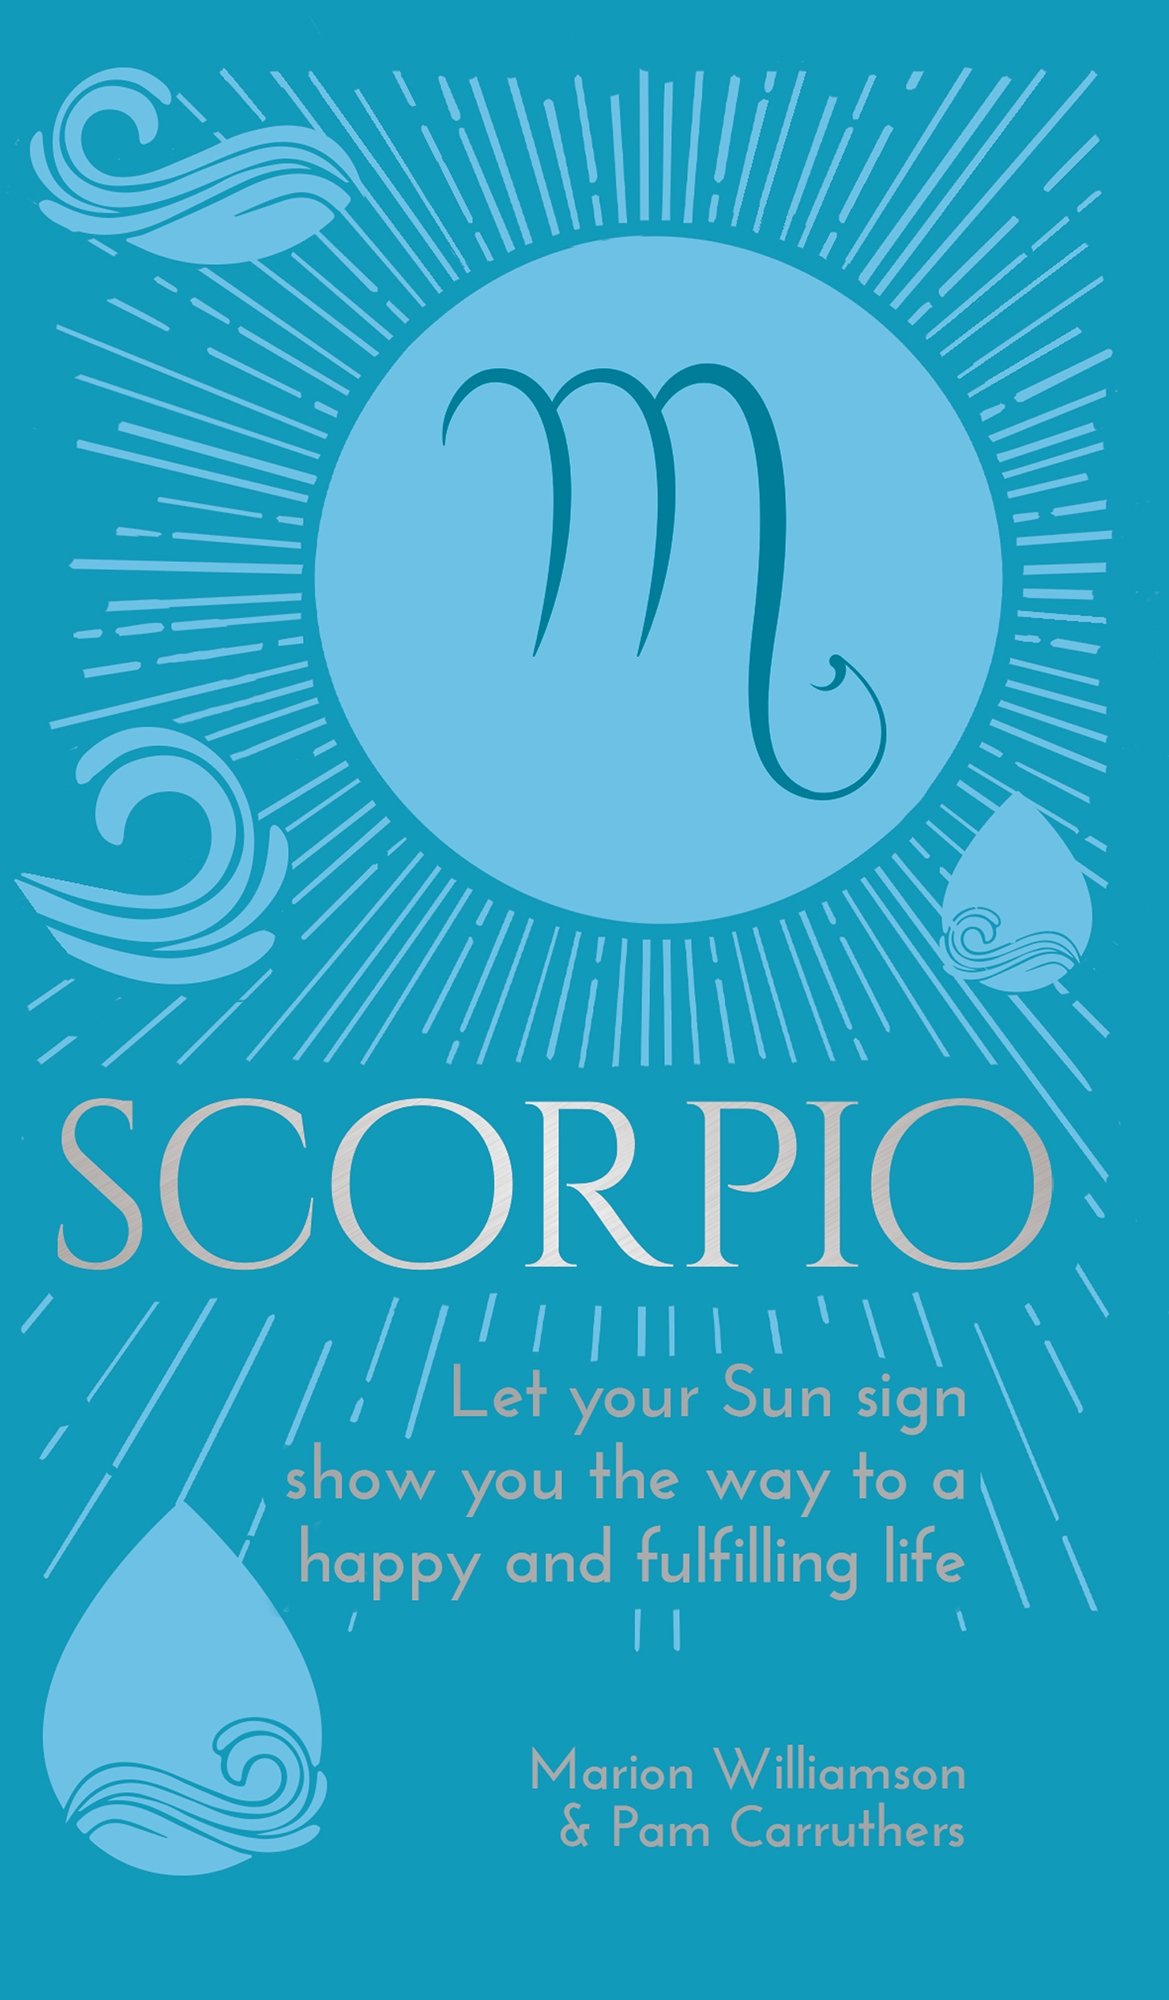 SCORPIO
Let your Sun sign
show you the way to a
happy and fulfilling life
Marion Williamson
& Pam Carruthers